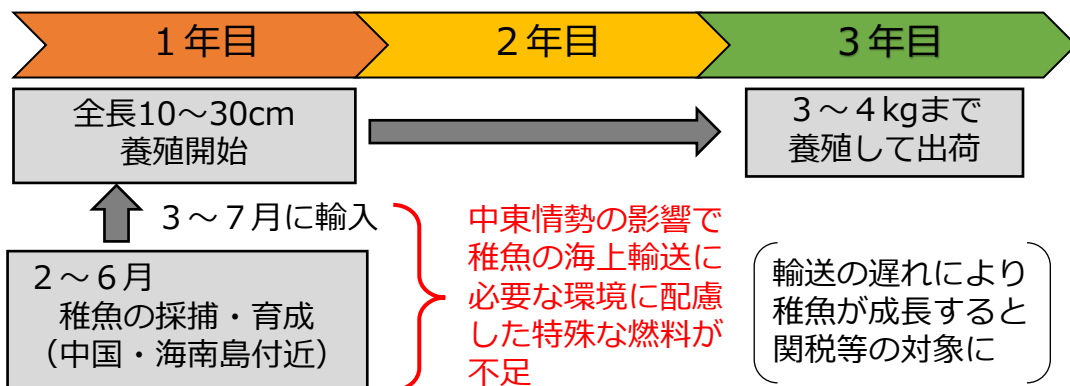 １年目
２年目
３年目
全長10～30cm
養殖開始
３～４kgまで
養殖して出荷
３～７月に輸入
２～６月
稚魚の採捕・育成
（中国・海南島付近）
中東情勢の影響で
稚魚の海上輸送に
必要な環境に配慮
した特殊な燃料が
不足
輸送の遅れにより
稚魚が成長すると
関税等の対象に